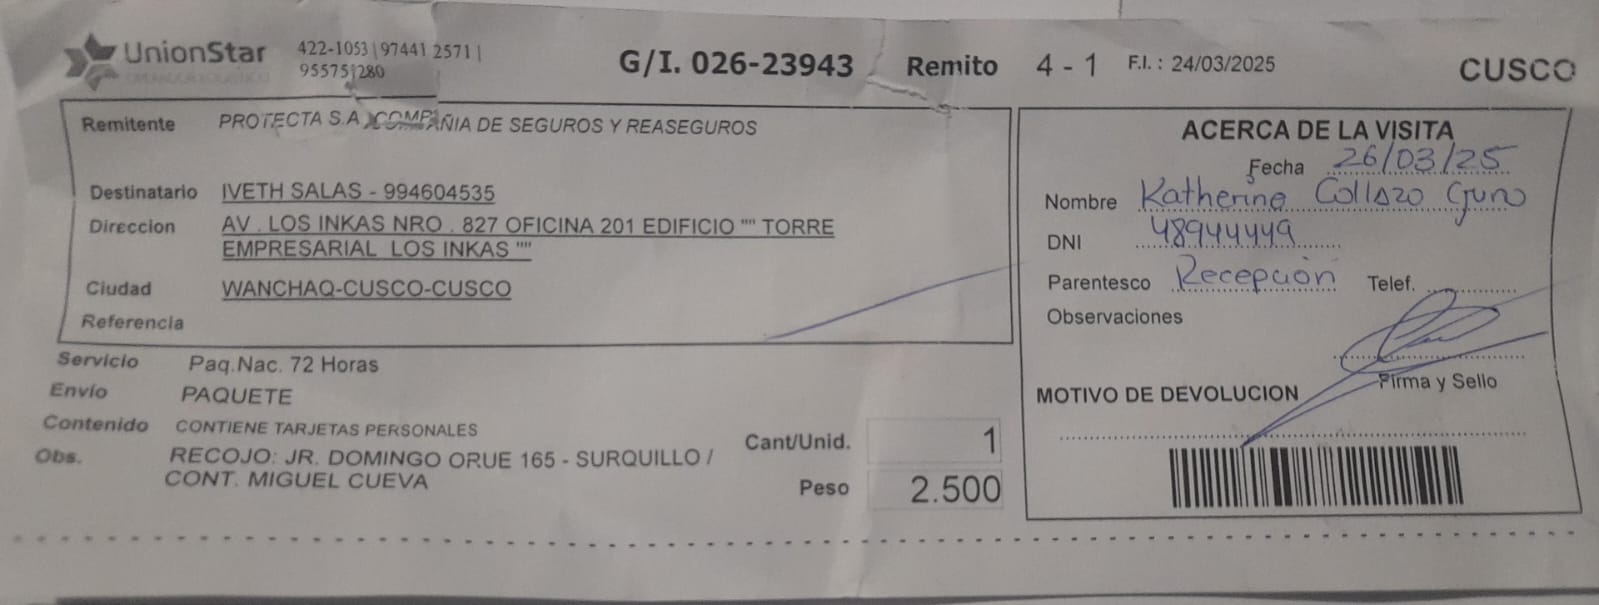 UnionStar
422-1053 | 97441 2571 |
95575 280
G/I. 026-23943 Remito 4 - 1 F.I. : 24/03/2025 CUSCO
Remitente PROTECTA S.A COMPAÑIA DE SEGUROS Y REASEGUROS
Destinatario IVETH SALAS - 994604535
Direccion AV . LOS INKAS NRO . 827 OFICINA 201 EDIFICIO "" TORRE
EMPRESARIAL LOS INKAS ""
Ciudad WANCHAQ-CUSCO-CUSCO
Referencia
Servicio Paq.Nac. 72 Horas
Envío PAQUETE
Contenido CONTIENE TARJETAS PERSONALES
Obs. RECOJO: JR. DOMINGO ORUE 165 - SURQUILLO /
CONT. MIGUEL CUEVA
Cant/Unid. 1
Peso 2.500
ACERCA DE LA VISITA
Fecha 26/03/25
Nombre Katherine Collazo
DNI 48944449
Parentesco Recepción Telef.
Observaciones
Firma y Sello
MOTIVO DE DEVOLUCION